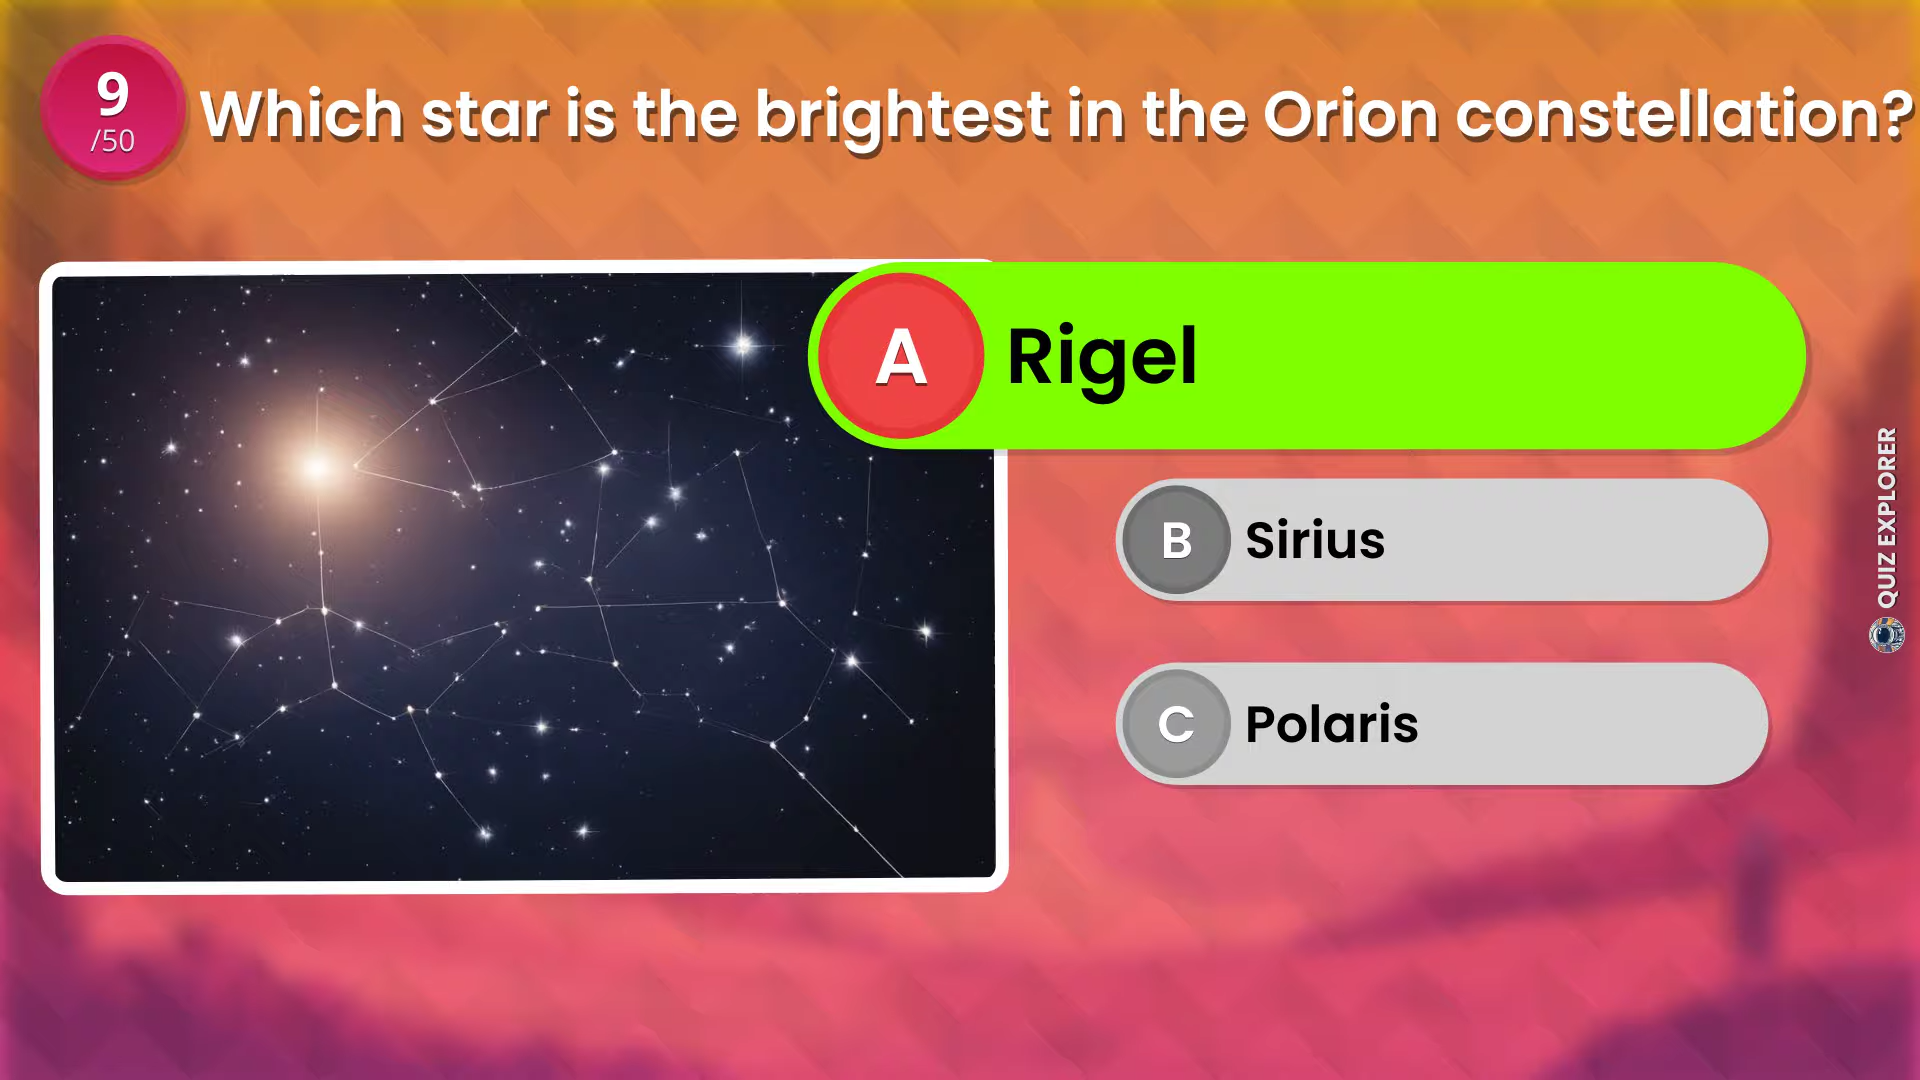 9
/50
Which star is the brightest in the Orion constellation?
A Rigel
B Sirius
C Polaris
QUIZ EXPLORER